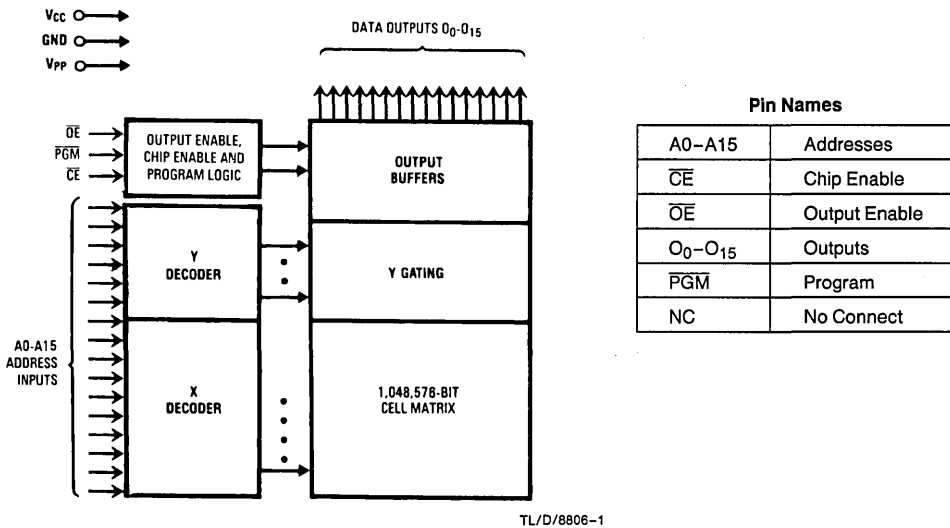 VCC
GND
VPP
DATA OUTPUTS O0-O15
OE
PGM
CE
OUTPUT ENABLE,
CHIP ENABLE AND
PROGRAM LOGIC
OUTPUT
BUFFERS
Y
DECODER
Y GATING
A0-A15
ADDRESS
INPUTS
X
DECODER
1,048,576-BIT
CELL MATRIX
TL/D/8806-1
Pin Names
A0–A15 Addresses
CE Chip Enable
OE Output Enable
O0–O15 Outputs
PGM Program
NC No Connect